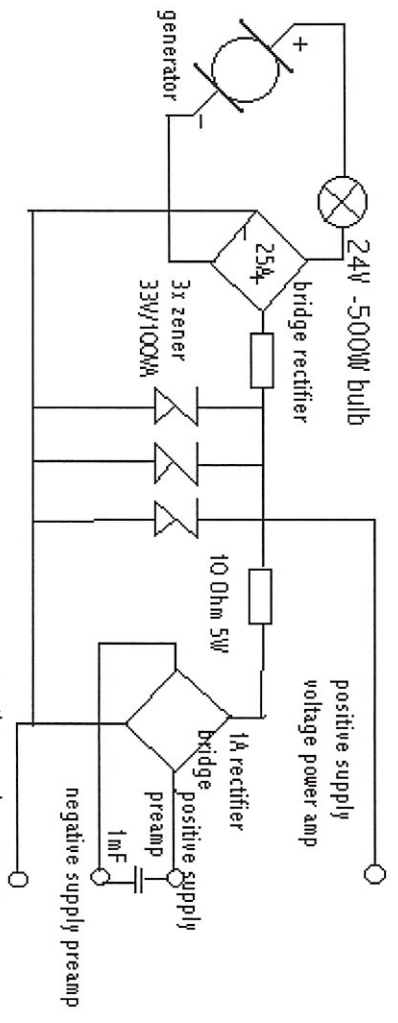 generator
+
-
24V -500W bulb
bridge rectifier
25A
-
+
3x zener
33V/100VA
10 Ohm 5W
positive supply
voltage power amp
1A rectifier
bridge
positive supply
preamp
1mF
negative supply preamp